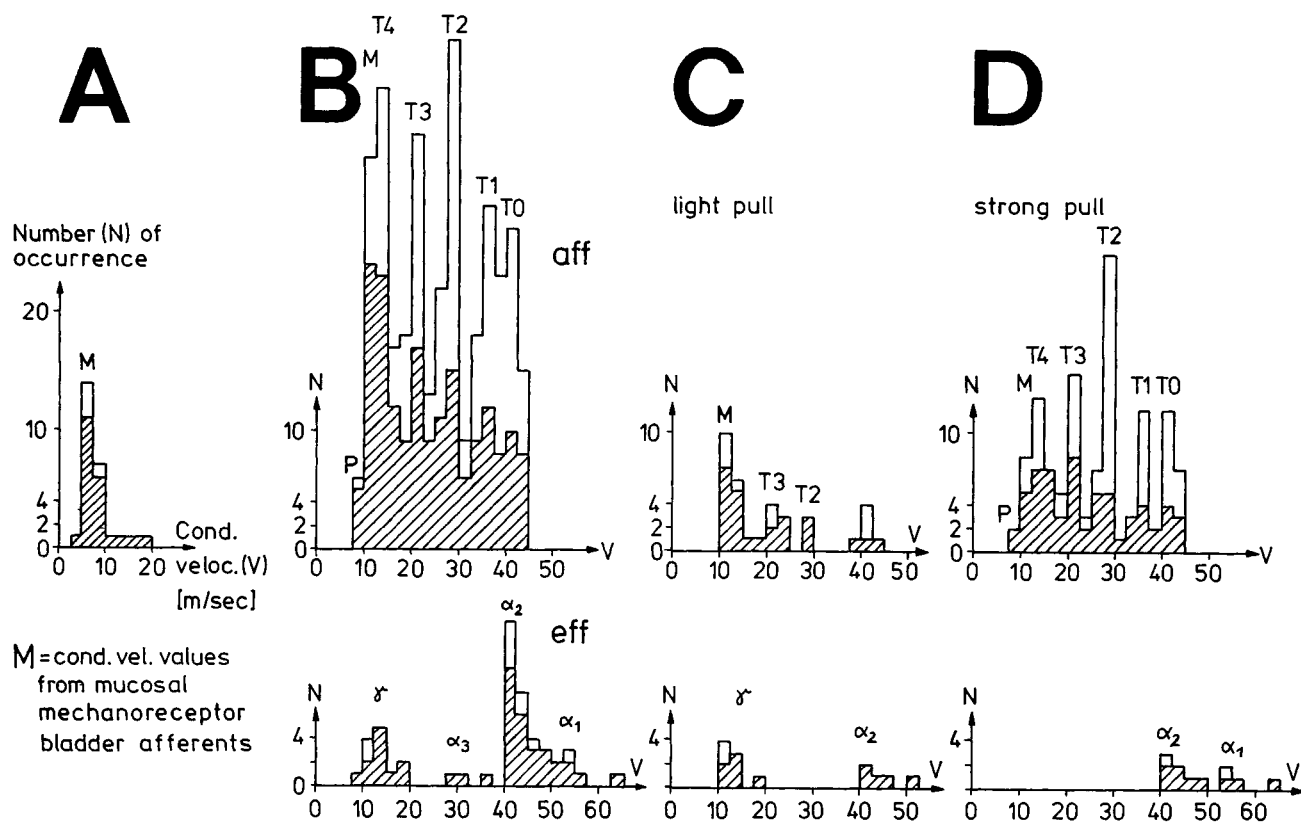 A
B
C
D
Number (N) of
occurrence
20
10
4
2
0
M
0 10 20
Cond.
veloc.(V)
[m/sec]
M = cond. vel. values
from mucosal
mechanoreceptor
bladder afferents
T4
M
T3
T2
T1
T0
aff
N
10
4
2
0
P
0 10 20 30 40 50
V
eff
N
4
0
γ
α₃
α₂
α₁
V
0 10 20 30 40 50 60
light pull
N
10
4
2
0
M
T3
T2
V
0 10 20 30 40 50
N
4
0
γ
α₂
V
0 10 20 30 40 50
strong pull
N
10
4
2
0
P
M
T4
T3
T2
T1
T0
V
0 10 20 30 40 50
N
4
0
α₂
α₁
V
0 10 20 30 40 50 60